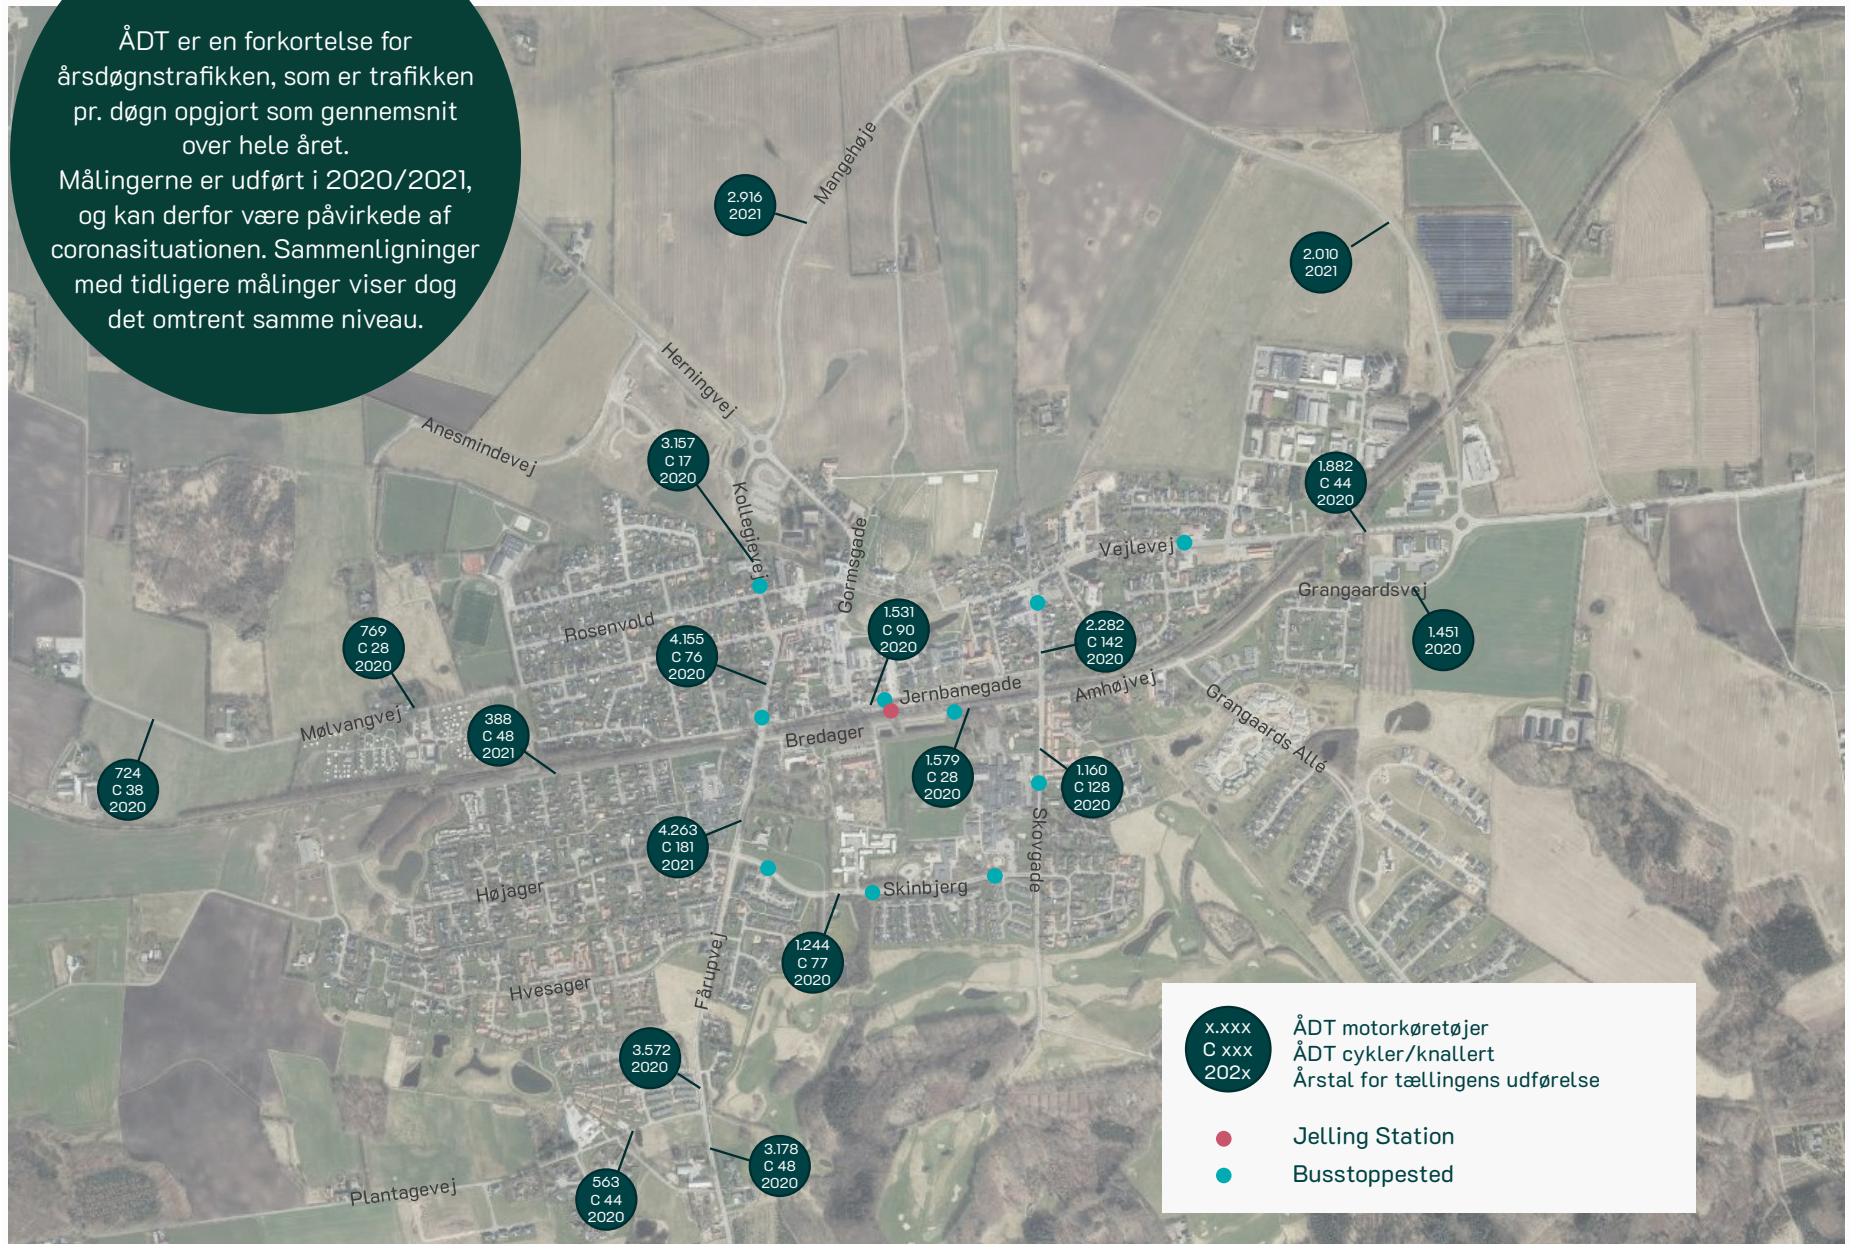 ÅDT er en forkortelse for
årsdøgnstrafikken, som er trafikken
pr. døgn opgjort som gennemsnit
over hele året.
Målingerne er udført i 2020/2021,
og kan derfor være påvirkede af
coronasituationen. Sammenligninger
med tidligere målinger viser dog
det omtrent samme niveau.
Mangehøje
2.916
2021
2.010
2021
Herningvej
Anesmindevej
3.157
C 17
2020
Kollegievej
Gormsgade
1.882
C 44
2020
Vejlevej
Grangaardsvej
1.451
2020
Rosenvold
769
C 28
2020
4.155
C 76
2020
1.531
C 90
2020
2.282
C 142
2020
Jernbanegade
Amhøjvej
Grangaards Allé
Mølvangvej
388
C 48
2021
Bredager
724
C 38
2020
1.579
C 28
2020
1.160
C 128
2020
Skovgade
4.263
C 181
2021
Højager
Skinbjerg
1.244
C 77
2020
Fårupvej
Hvesager
3.572
2020
3.178
C 48
2020
563
C 44
2020
Plantagevej
x.xxx
C xxx
202x
ÅDT motorkøretøjer
ÅDT cykler/knallert
Årstal for tællingens udførelse
Jelling Station
Busstoppested